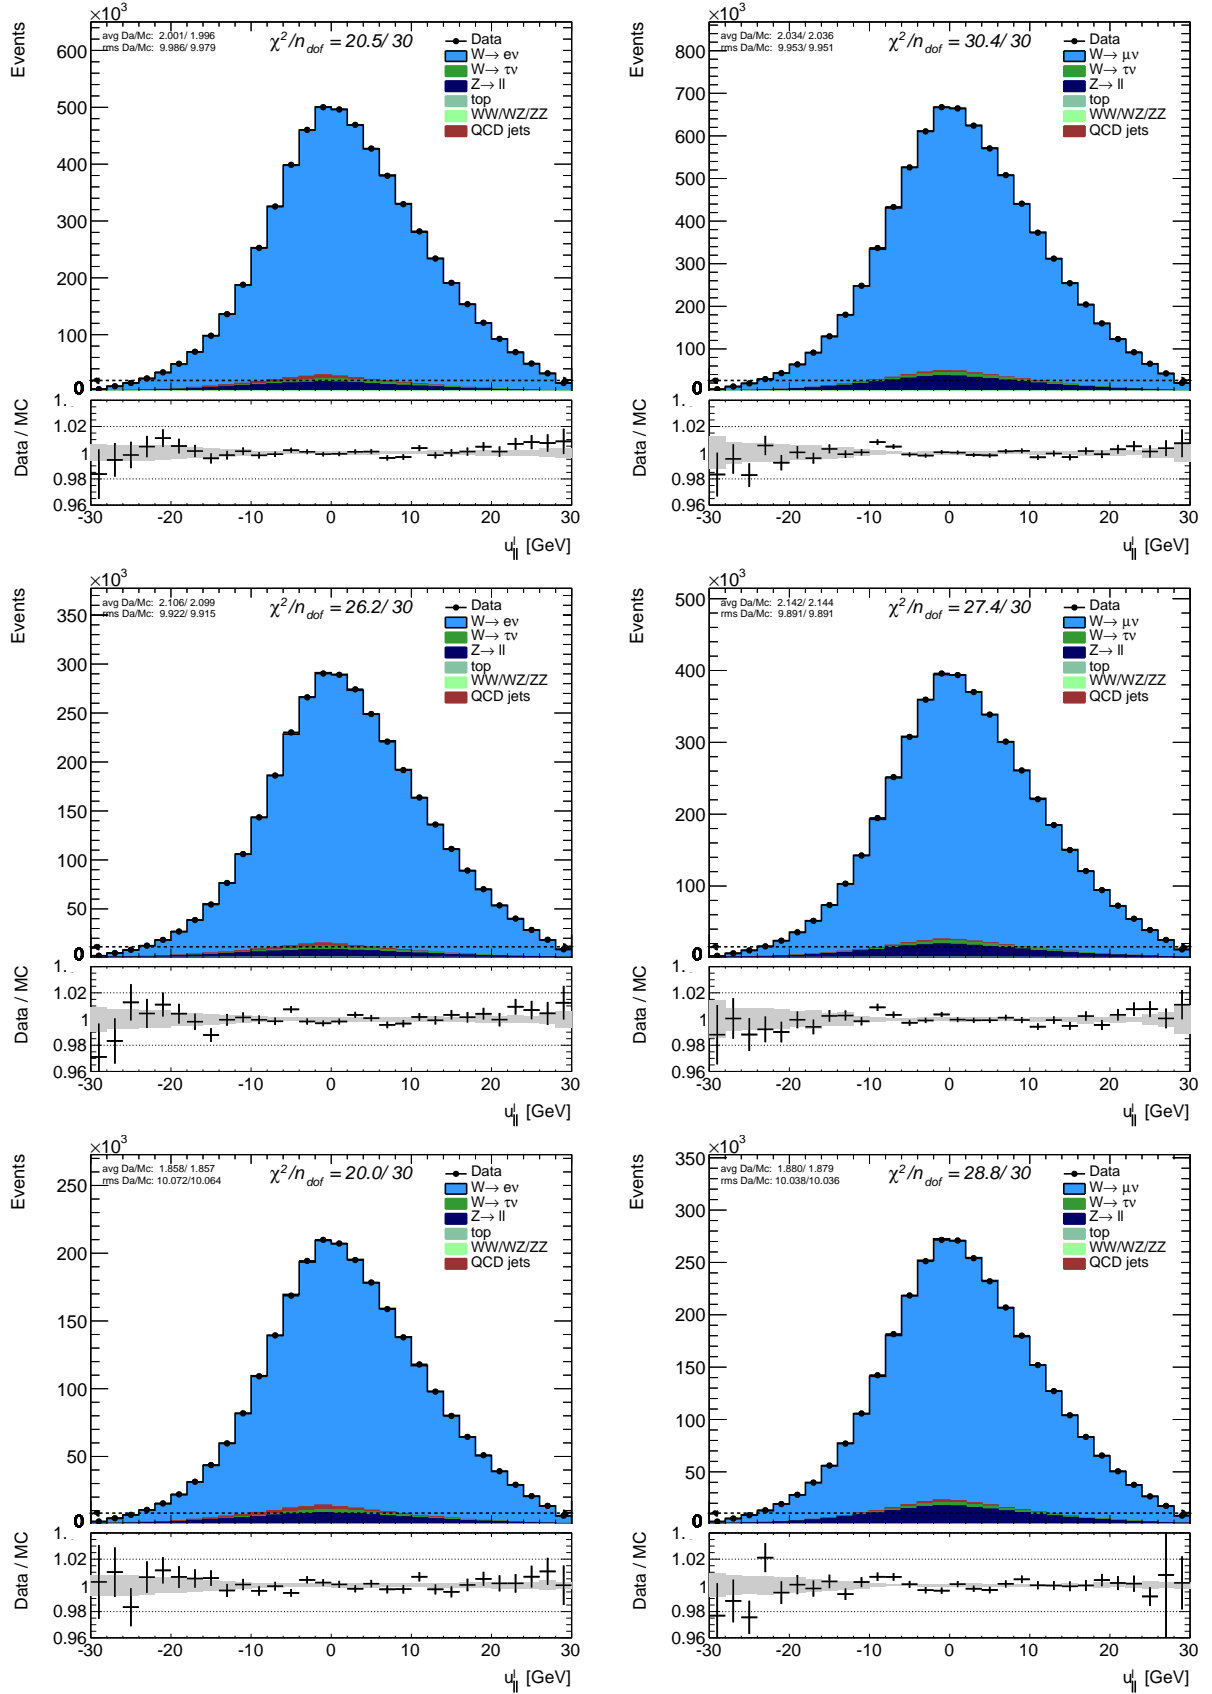 ×10³
Events
avg Da/Mc: 2.001/ 1.996
rms Da/Mc: 9.986/ 9.979
χ²/n_dof = 20.5/ 30
Data
W→ eν
W→ τν
Z→ ll
top
WW/WZ/ZZ
QCD jets
600
500
400
300
200
100
0
Data / MC
1.
1.02
1
0.98
0.96
-30 -20 -10 0 10 20 30
u_||^l [GeV]
×10³
Events
avg Da/Mc: 2.034/ 2.036
rms Da/Mc: 9.953/ 9.951
χ²/n_dof = 30.4/ 30
Data
W→ μν
W→ τν
Z→ ll
top
WW/WZ/ZZ
QCD jets
800
700
600
500
400
300
200
100
0
Data / MC
1.
1.02
1
0.98
0.96
-30 -20 -10 0 10 20 30
u_||^l [GeV]
×10³
Events
avg Da/Mc: 2.106/ 2.099
rms Da/Mc: 9.922/ 9.915
χ²/n_dof = 26.2/ 30
Data
W→ eν
W→ τν
Z→ ll
top
WW/WZ/ZZ
QCD jets
350
300
250
200
150
100
50
0
Data / MC
1.
1.02
1
0.98
0.96
-30 -20 -10 0 10 20 30
u_||^l [GeV]
×10³
Events
avg Da/Mc: 2.142/ 2.144
rms Da/Mc: 9.891/ 9.891
χ²/n_dof = 27.4/ 30
Data
W→ μν
W→ τν
Z→ ll
top
WW/WZ/ZZ
QCD jets
500
400
300
200
100
0
Data / MC
1.
1.02
1
0.98
0.96
-30 -20 -10 0 10 20 30
u_||^l [GeV]
×10³
Events
avg Da/Mc: 1.858/ 1.857
rms Da/Mc: 10.072/10.064
χ²/n_dof = 20.0/ 30
Data
W→ eν
W→ τν
Z→ ll
top
WW/WZ/ZZ
QCD jets
250
200
150
100
50
0
Data / MC
1.
1.02
1
0.98
0.96
-30 -20 -10 0 10 20 30
u_||^l [GeV]
×10³
Events
avg Da/Mc: 1.880/ 1.879
rms Da/Mc: 10.038/10.036
χ²/n_dof = 28.8/ 30
Data
W→ μν
W→ τν
Z→ ll
top
WW/WZ/ZZ
QCD jets
350
300
250
200
150
100
50
0
Data / MC
1.
1.02
1
0.98
0.96
-30 -20 -10 0 10 20 30
u_||^l [GeV]